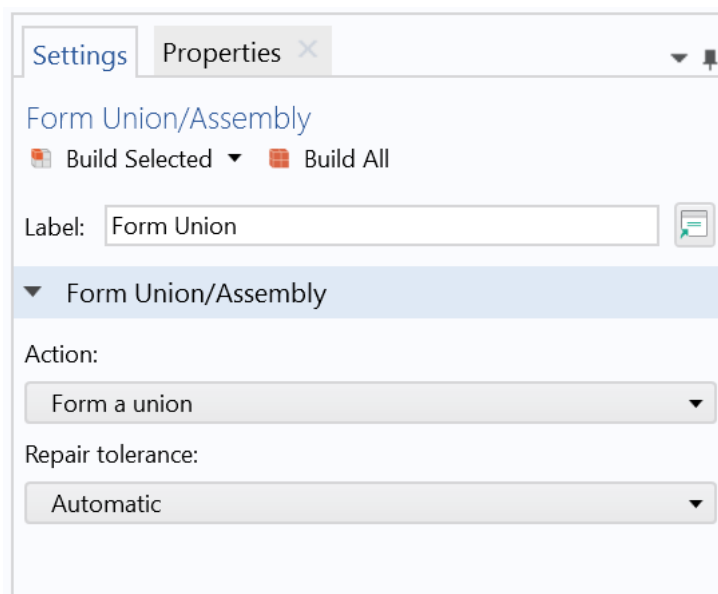 Settings Properties
Form Union/Assembly
Build Selected Build All
Label: Form Union
Form Union/Assembly
Action:
Form a union
Repair tolerance:
Automatic